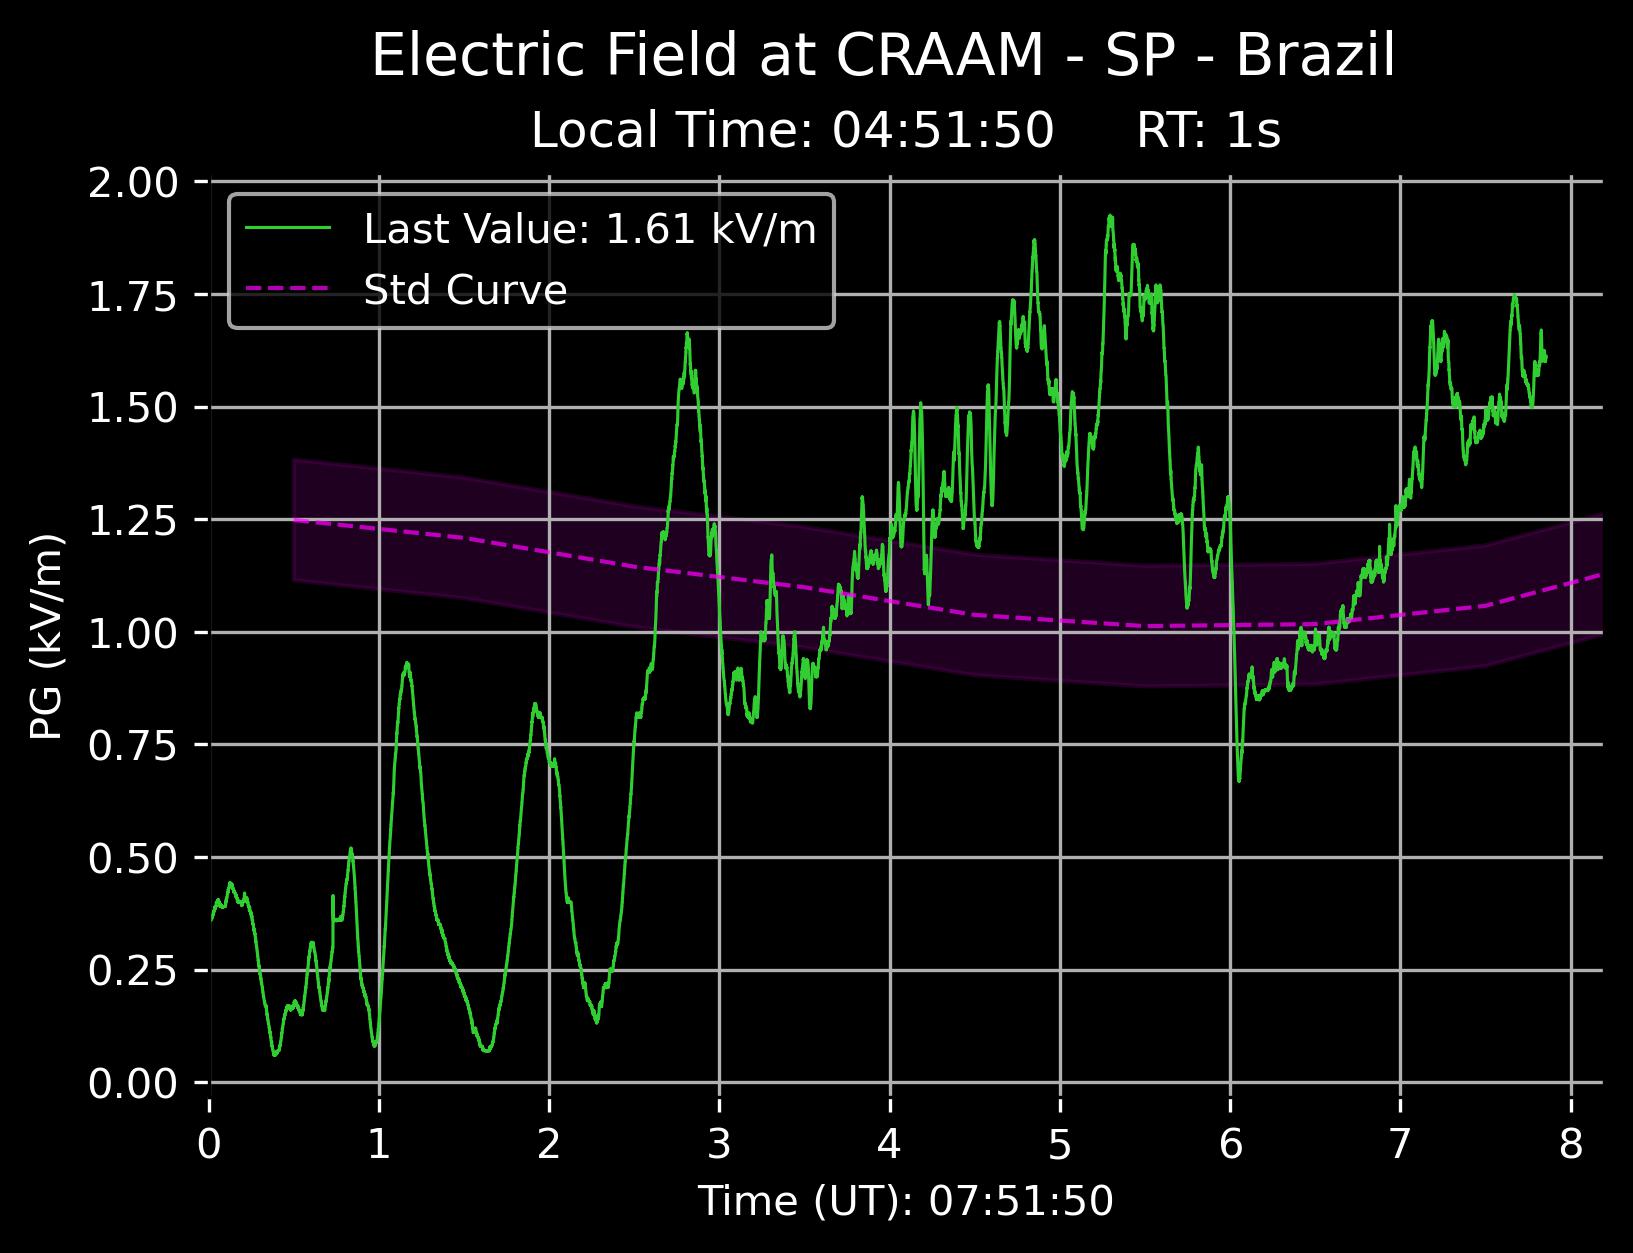 Electric Field at CRAAM - SP - Brazil
Local Time: 04:51:50 RT: 1s
Last Value: 1.61 kV/m
Std Curve
PG (kV/m)
2.00
1.75
1.50
1.25
1.00
0.75
0.50
0.25
0.00
0 1 2 3 4 5 6 7 8
Time (UT): 07:51:50